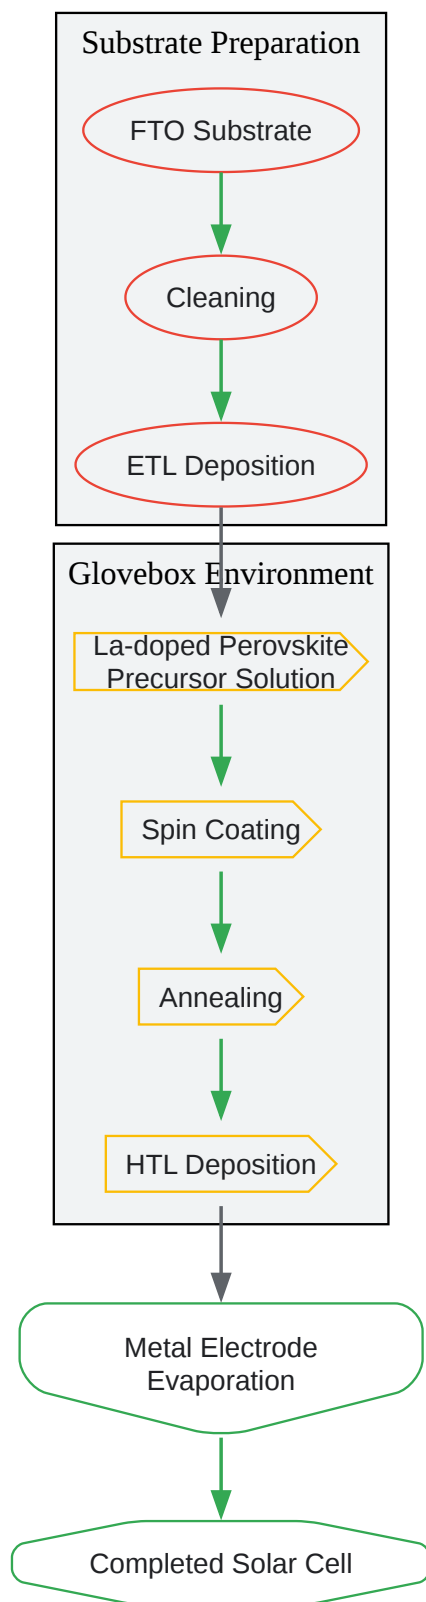 Substrate Preparation
FTO Substrate
Cleaning
ETL Deposition
Glovebox Environment
La-doped Perovskite
Precursor Solution
Spin Coating
Annealing
HTL Deposition
Metal Electrode
Evaporation
Completed Solar Cell